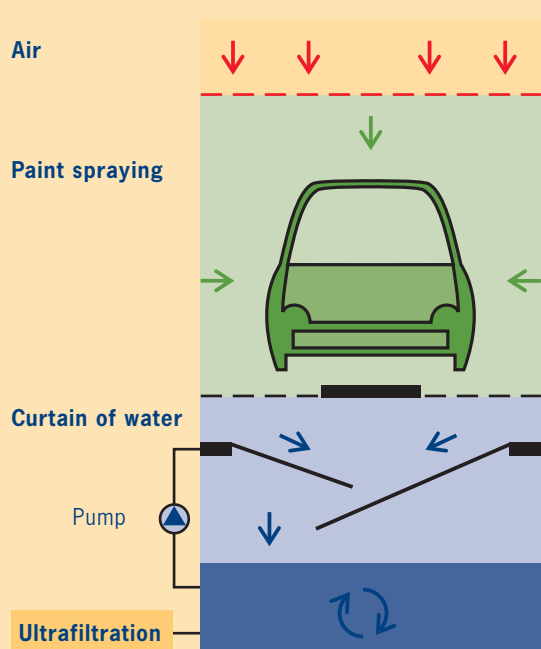 Air
Paint spraying
Curtain of water
Pump
Ultrafiltration